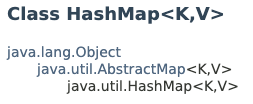 Class HashMap<K,V>
java.lang.Object
java.util.AbstractMap<K,V>
java.util.HashMap<K,V>